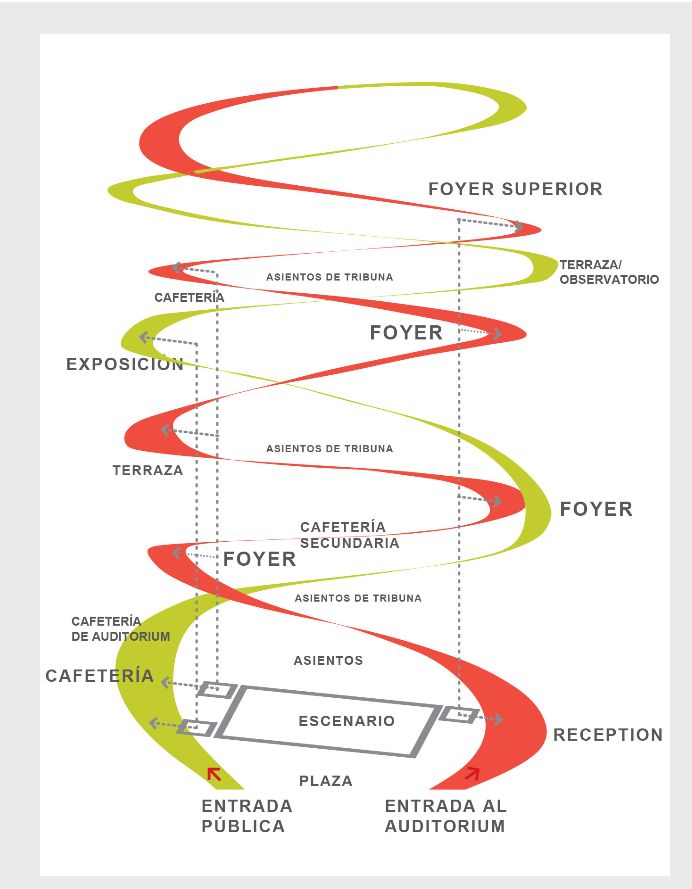 FOYER SUPERIOR
TERRAZA/
OBSERVATORIO
ASIENTOS DE TRIBUNA
CAFETERÍA
FOYER
EXPOSICIÓN
ASIENTOS DE TRIBUNA
TERRAZA
FOYER
CAFETERÍA
SECUNDARIA
FOYER
ASIENTOS DE TRIBUNA
CAFETERÍA
DE AUDITORIUM
ASIENTOS
CAFETERÍA
ESCENARIO
RECEPTION
PLAZA
ENTRADA
PÚBLICA
ENTRADA AL
AUDITORIUM